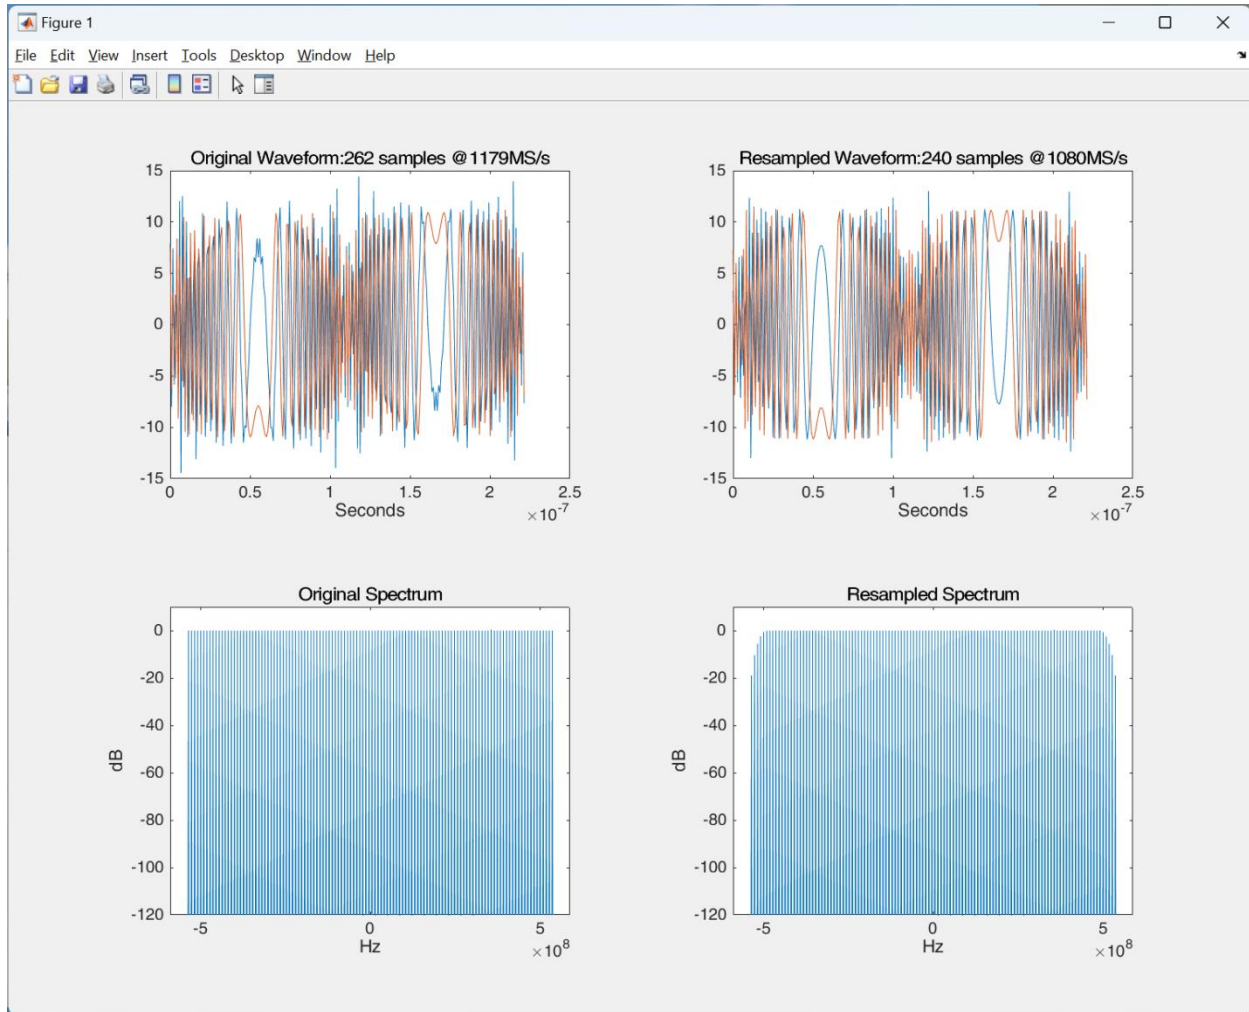 Figure 1
File Edit View Insert Tools Desktop Window Help
Original Waveform:262 samples @1179MS/s
15
10
5
0
-5
-10
-15
0 0.5 1 1.5 2 2.5
Seconds
×10-7
Resampled Waveform:240 samples @1080MS/s
15
10
5
0
-5
-10
-15
0 0.5 1 1.5 2 2.5
Seconds
×10-7
Original Spectrum
0
-20
-40
-60
-80
-100
-120
dB
-5 0 5
Hz
×108
Resampled Spectrum
0
-20
-40
-60
-80
-100
-120
dB
-5 0 5
Hz
×108